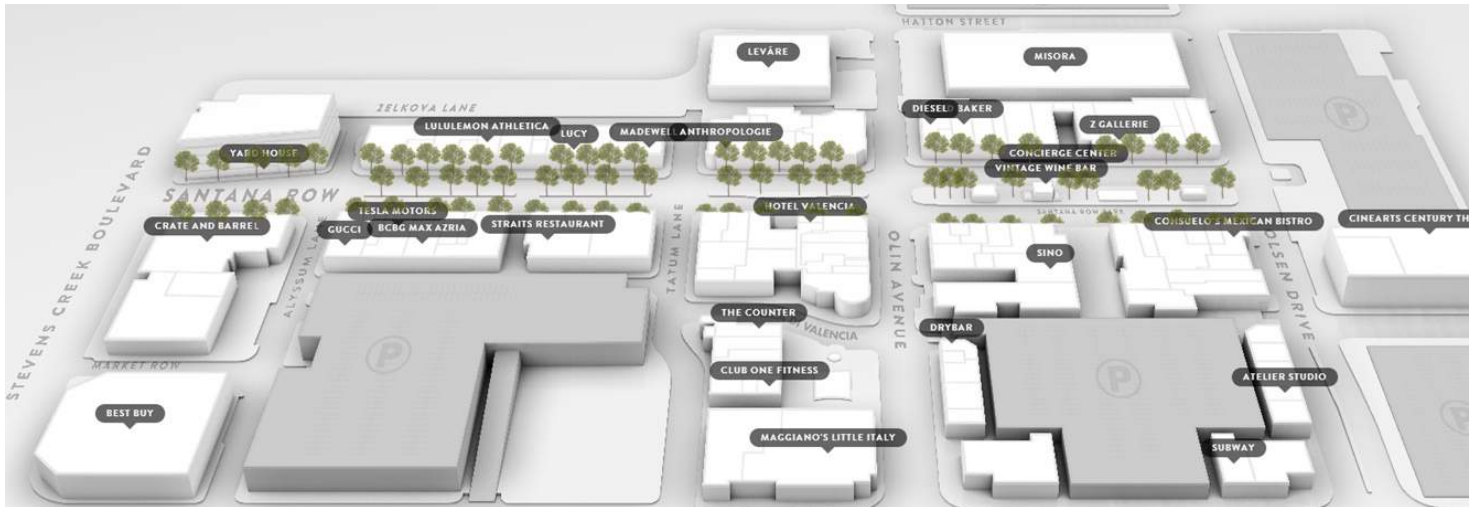 HATTON STREET
LEVÁRE
MISORA
ZELKOVA LANE
DIESEL
BAKER
LULULEMON ATHLETICA
LUCY
MADEWELL
ANTHROPOLOGIE
Z GALLERIE
YARD HOUSE
CONCIERGE CENTER
VINTAGE WINE BAR
SANTANA ROW
TESLA MOTORS
HOTEL VALENCIA
SANTANA ROW PARK
CRATE AND BARREL
GUCCI
BCBG MAX AZRIA
STRAITS RESTAURANT
CONSUELO'S MEXICAN BISTRO
CINEARTS CENTURY TH
STEVENS CREEK BOULEVARD
ALYSSUM LANE
TATUM LANE
OLIN AVENUE
SINO
OLSEN DRIVE
THE COUNTER
VALENCIA
DRYBAR
MARKET ROW
P
P
P
P
CLUB ONE FITNESS
ATELIER STUDIO
BEST BUY
MAGGIANO'S LITTLE ITALY
SUBWAY